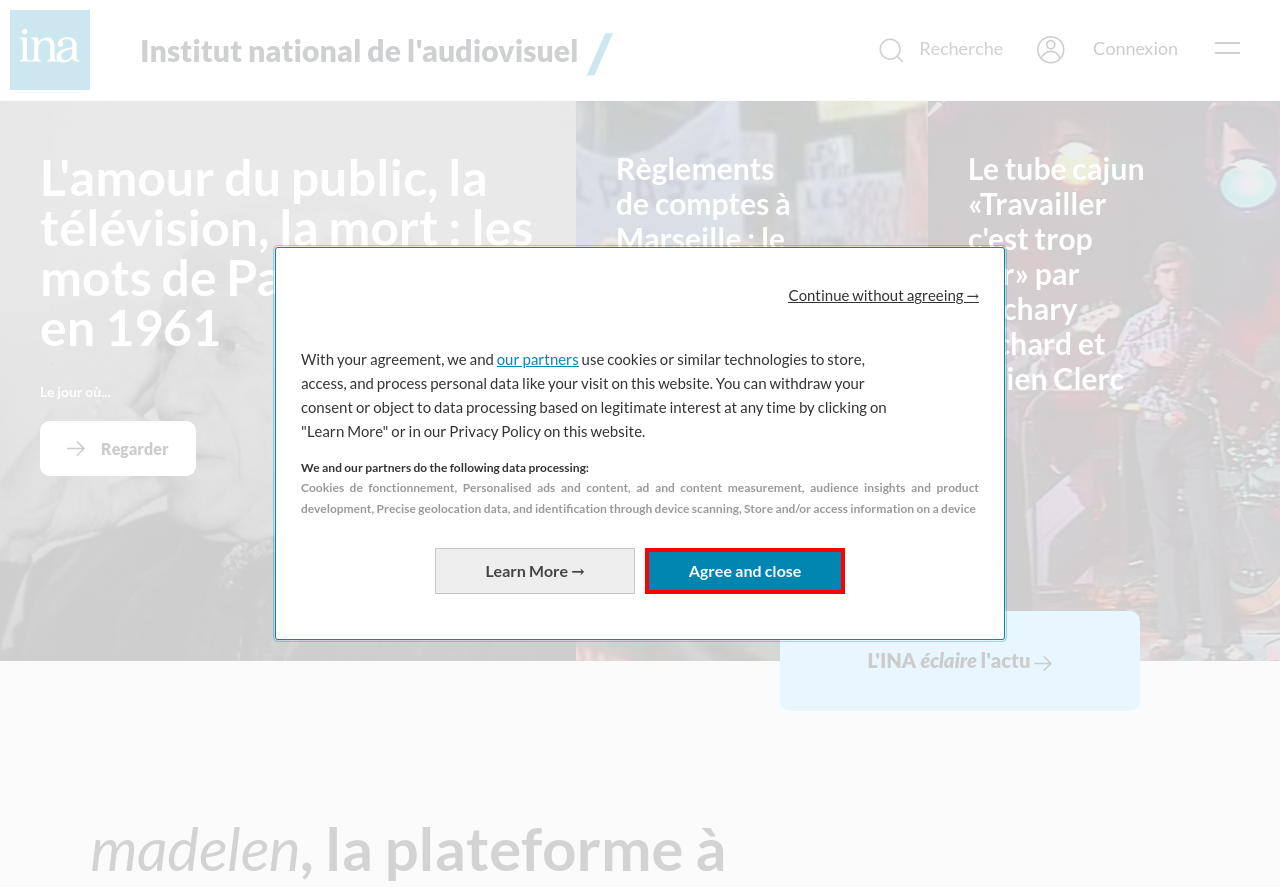 ina
Institut national de l'audiovisuel /
Recherche
Connexion
L'amour du public, la
télévision, la mort : les
mots de Pa
en 1961
Le jour où...
Regarder
Règlements
de comptes à
Marseille : le
Le tube cajun
«Travailler
c'est trop
r» par
chary
chard et
ien Clerc
Continue without agreeing →
With your agreement, we and our partners use cookies or similar technologies to store,
access, and process personal data like your visit on this website. You can withdraw your
consent or object to data processing based on legitimate interest at any time by clicking on
"Learn More" or in our Privacy Policy on this website.
We and our partners do the following data processing:
Cookies de fonctionnement, Personalised ads and content, ad and content measurement, audience insights and product
development, Precise geolocation data, and identification through device scanning, Store and/or access information on a device
Learn More →
Agree and close
L'INA éclaire l'actu
madelen, la plateforme à